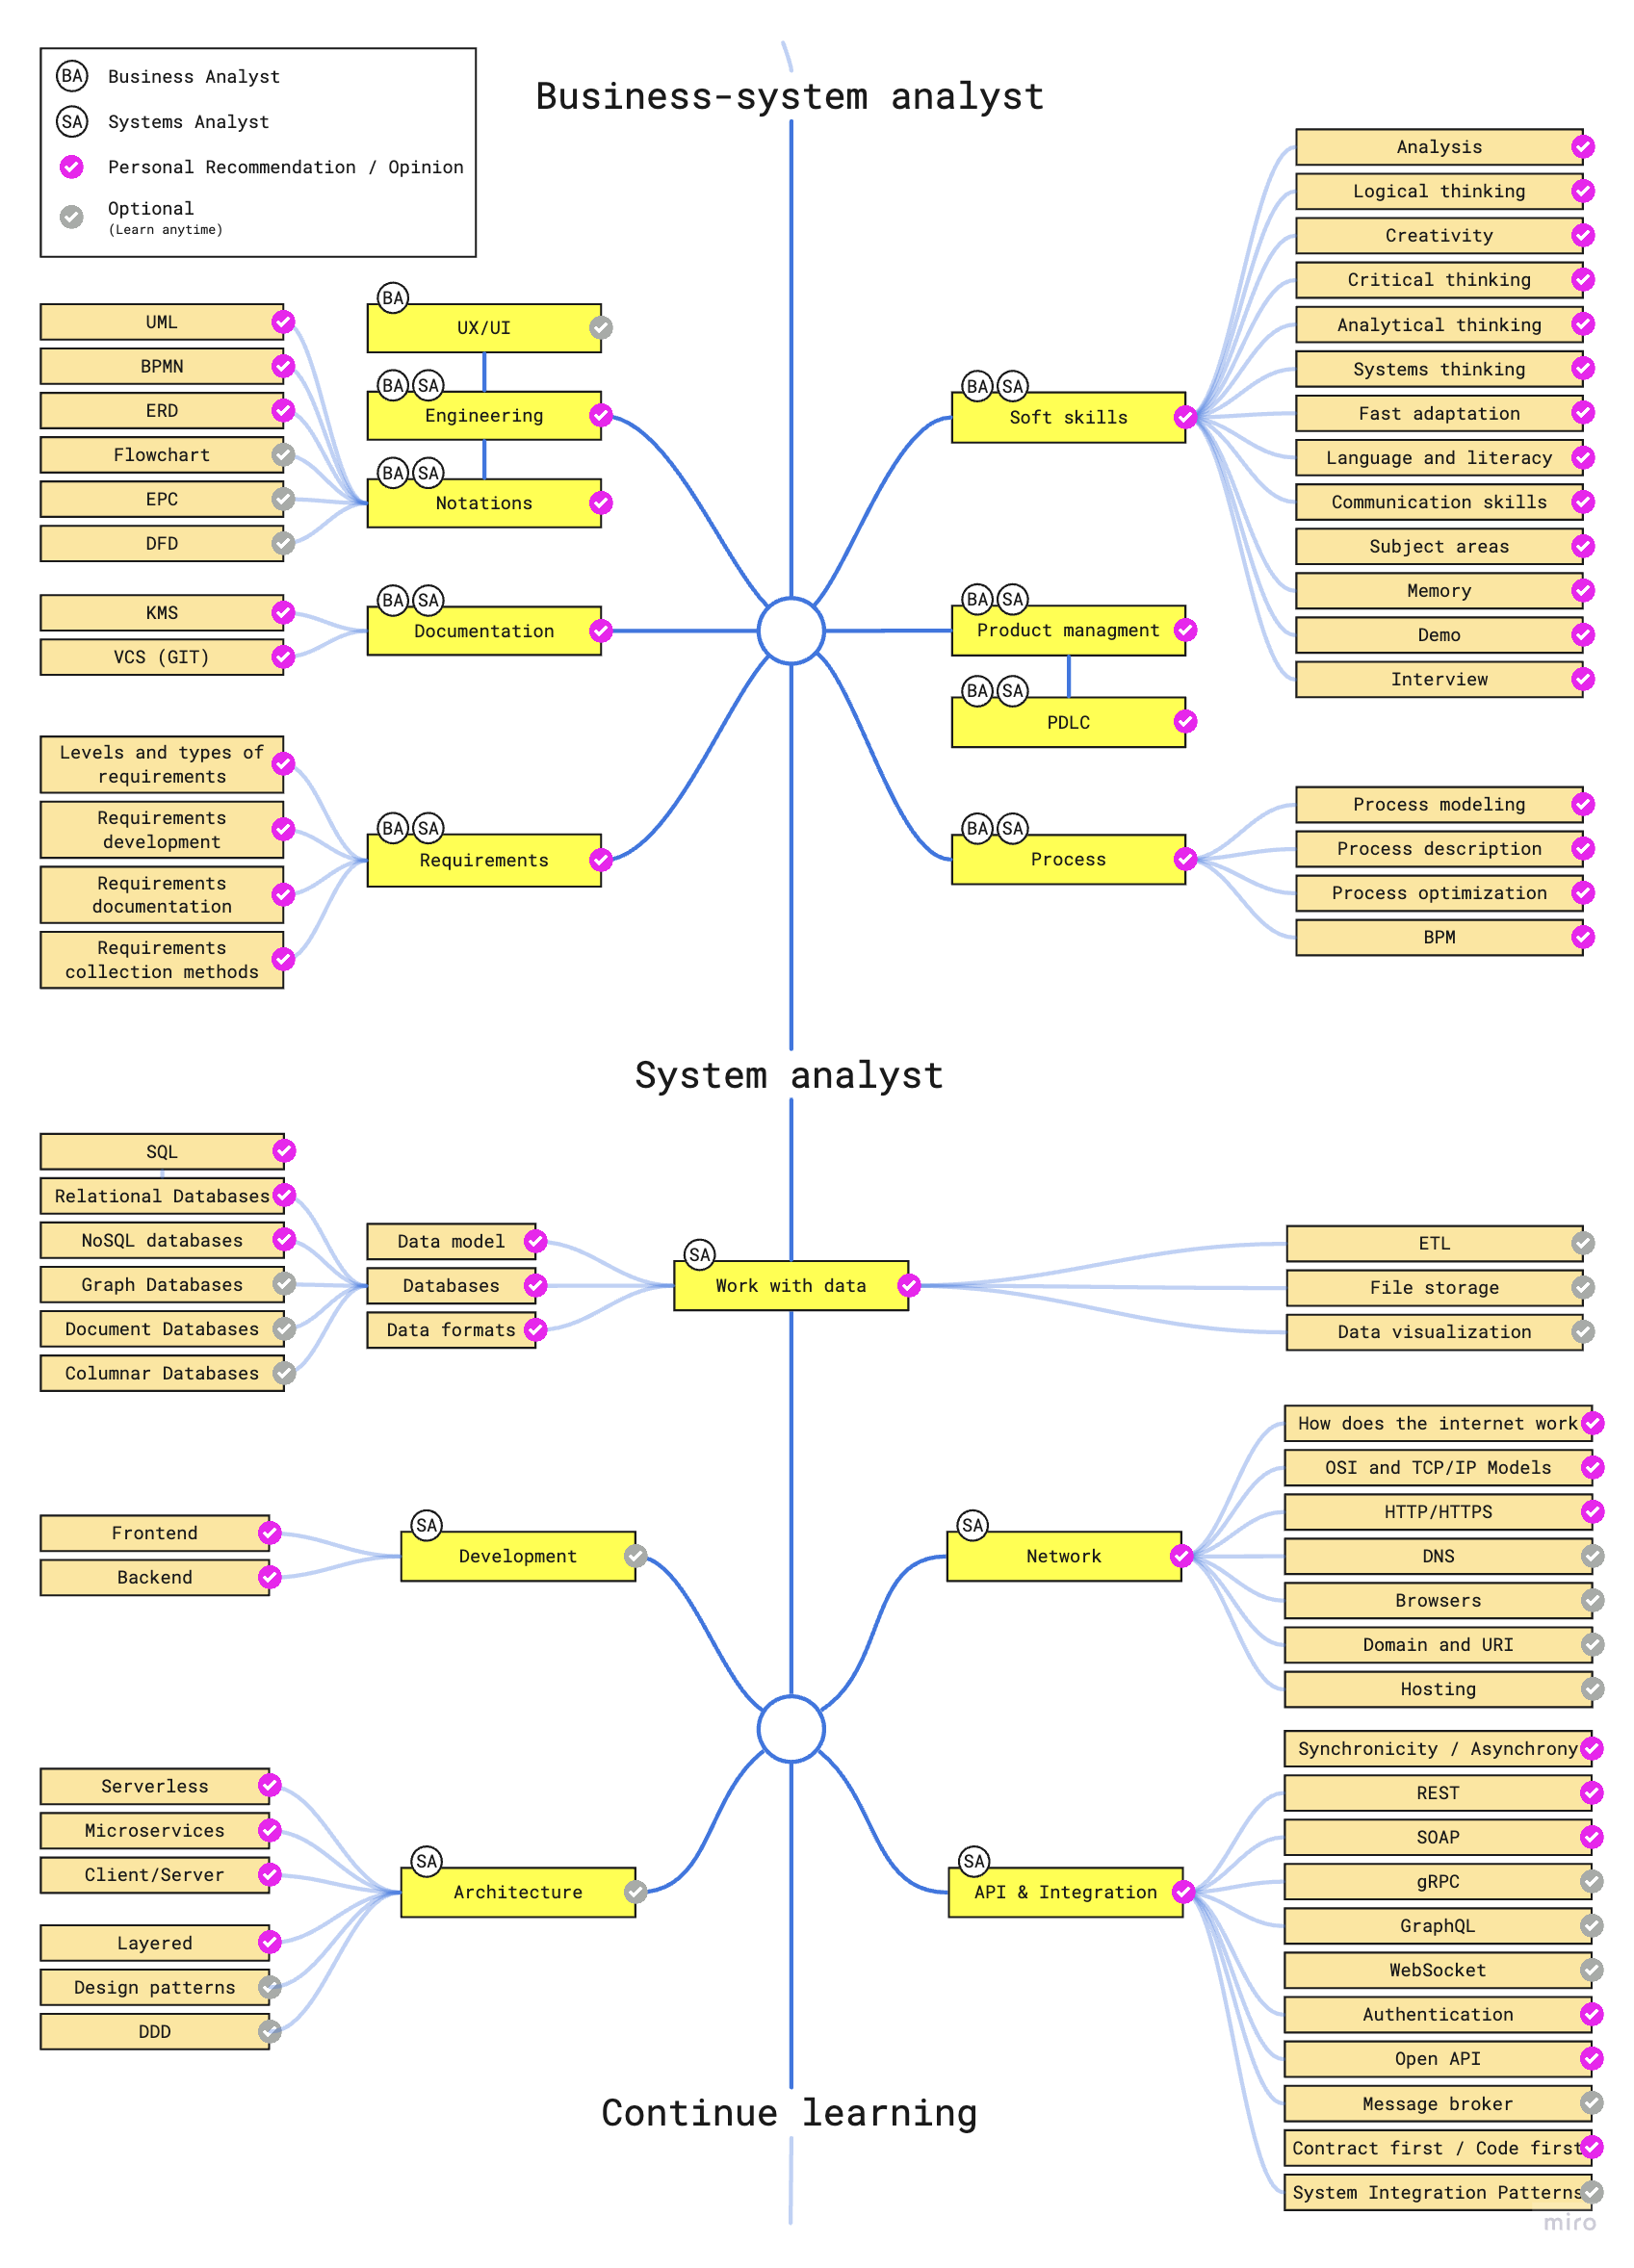 BA Business Analyst
SA Systems Analyst
Personal Recommendation / Opinion
Optional
(Learn anytime)
Business-system analyst
UML
BPMN
ERD
Flowchart
EPC
DFD
BA
UX/UI
BA SA
Engineering
BA SA
Notations
KMS
VCS (GIT)
BA SA
Documentation
Levels and types of
requirements
Requirements
development
Requirements
documentation
Requirements
collection methods
BA SA
Requirements
BA SA
Soft skills
Analysis
Logical thinking
Creativity
Critical thinking
Analytical thinking
Systems thinking
Fast adaptation
Language and literacy
Communication skills
Subject areas
Memory
Demo
Interview
BA SA
Product managment
BA SA
PDLC
BA SA
Process
Process modeling
Process description
Process optimization
BPM
System analyst
SQL
Relational Databases
NoSQL databases
Graph Databases
Document Databases
Columnar Databases
Data model
Databases
Data formats
SA
Work with data
ETL
File storage
Data visualization
Frontend
Backend
SA
Development
SA
Network
How does the internet work
OSI and TCP/IP Models
HTTP/HTTPS
DNS
Browsers
Domain and URI
Hosting
Serverless
Microservices
Client/Server
Layered
Design patterns
DDD
SA
Architecture
SA
API & Integration
Synchronicity / Asynchrony
REST
SOAP
gRPC
GraphQL
WebSocket
Authentication
Open API
Message broker
Contract first / Code first
System Integration Patterns
Continue learning
miro